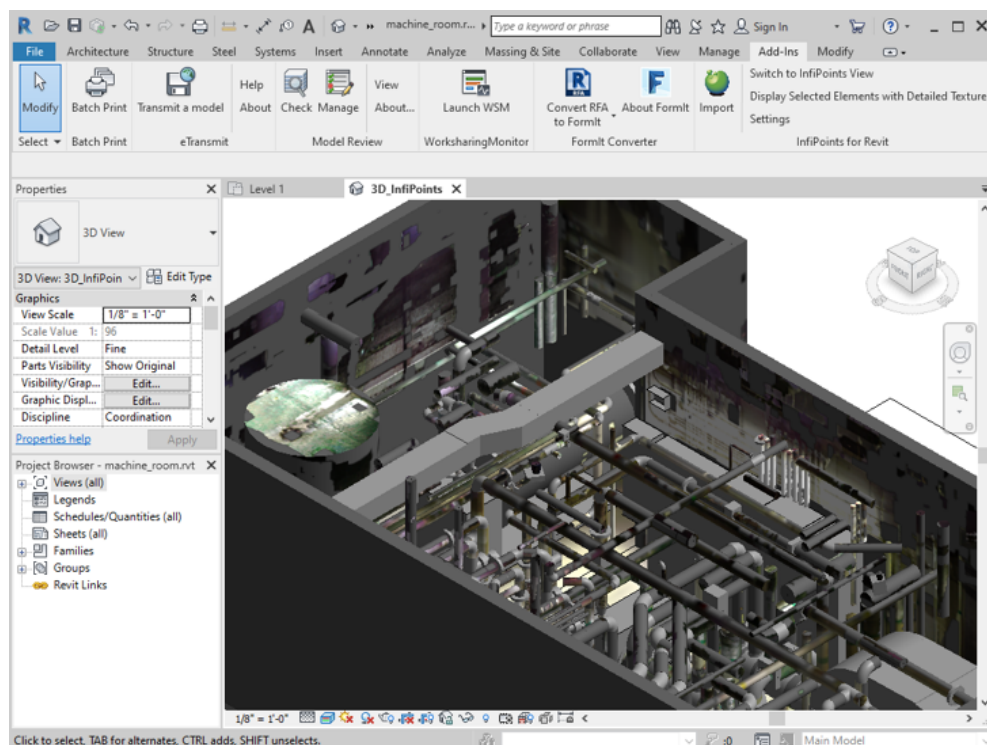 machine_room.r... Type a keyword or phrase Sign In
File Architecture Structure Steel Systems Insert Annotate Analyze Massing & Site Collaborate View Manage Add-Ins Modify
Modify Batch Print Transmit a model Help About Check Manage View About... Launch WSM Convert RFA to FormIt About FormIt Import Switch to InfiPoints View
Display Selected Elements with Detailed Texture
Settings
Select Batch Print eTransmit Model Review WorksharingMonitor FormIt Converter InfiPoints for Revit
Properties Level 1 3D_InfiPoints
3D View
3D View: 3D_InfiPoin Edit Type
Graphics
View Scale 1/8" = 1'-0"
Scale Value 1: 96
Detail Level Fine
Parts Visibility Show Original
Visibility/Grap... Edit...
Graphic Displ... Edit...
Discipline Coordination
Properties help Apply
Project Browser - machine_room.rvt
Views (all)
Legends
Schedules/Quantities (all)
Sheets (all)
Families
Groups
Revit Links
1/8" = 1'-0"
Click to select, TAB for alternates, CTRL adds, SHIFT unselects. :0 Main Model